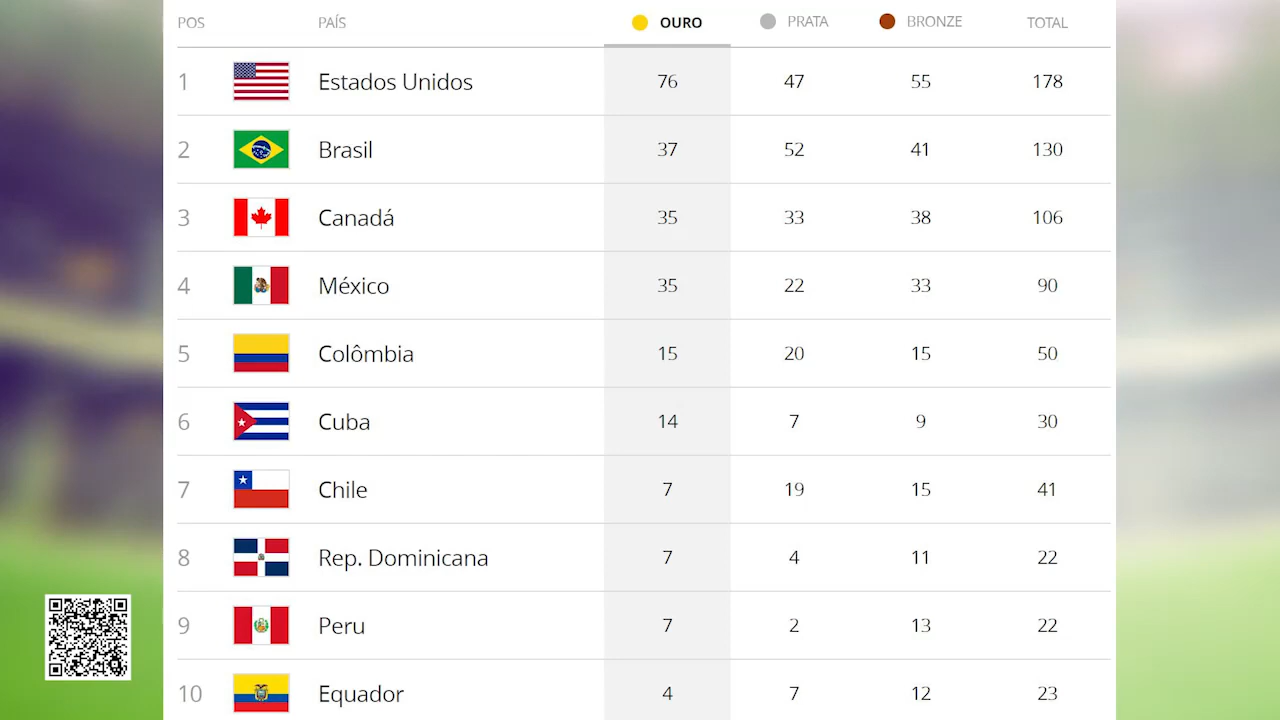 POS PAÍS OURO PRATA BRONZE TOTAL
1 Estados Unidos 76 47 55 178
2 Brasil 37 52 41 130
3 Canadá 35 33 38 106
4 México 35 22 33 90
5 Colômbia 15 20 15 50
6 Cuba 14 7 9 30
7 Chile 7 19 15 41
8 Rep. Dominicana 7 4 11 22
9 Peru 7 2 13 22
10 Equador 4 7 12 23